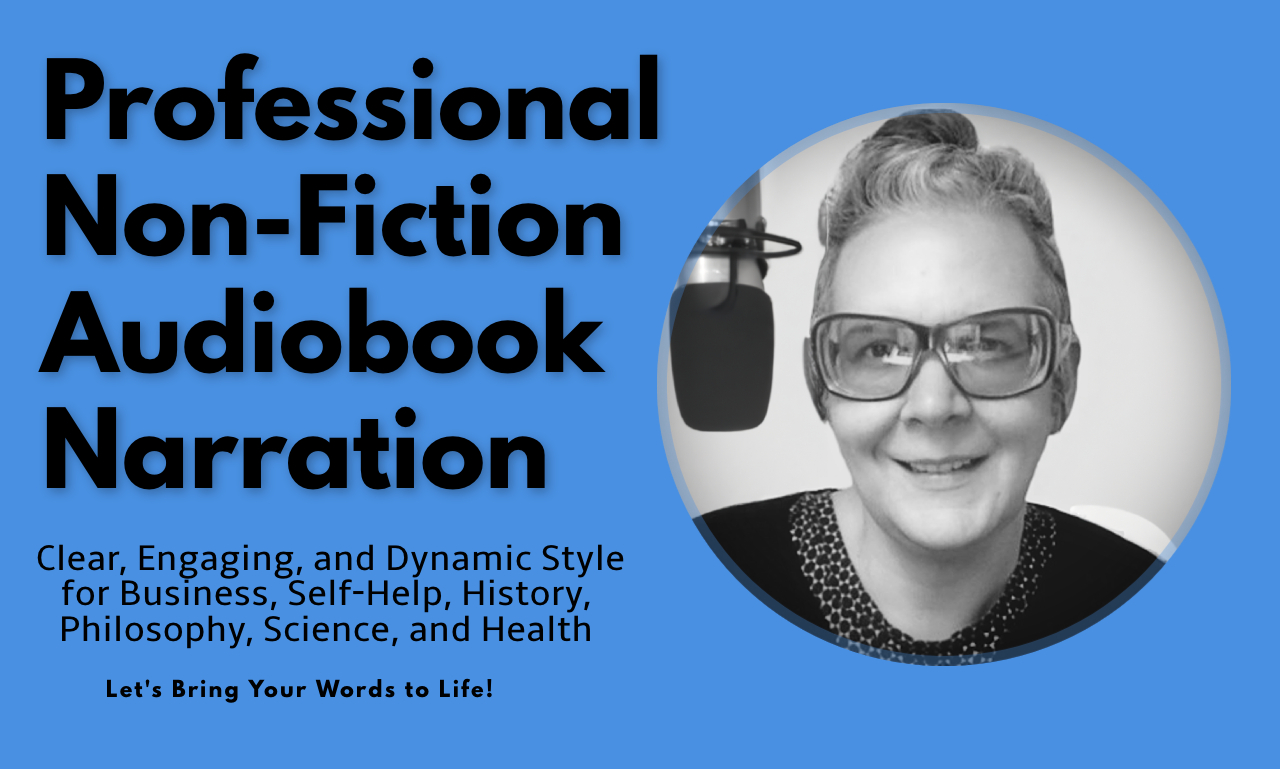 Professional
Non-Fiction
Audiobook
Narration
Clear, Engaging, and Dynamic Style
for Business, Self-Help, History,
Philosophy, Science, and Health
Let's Bring Your Words to Life!